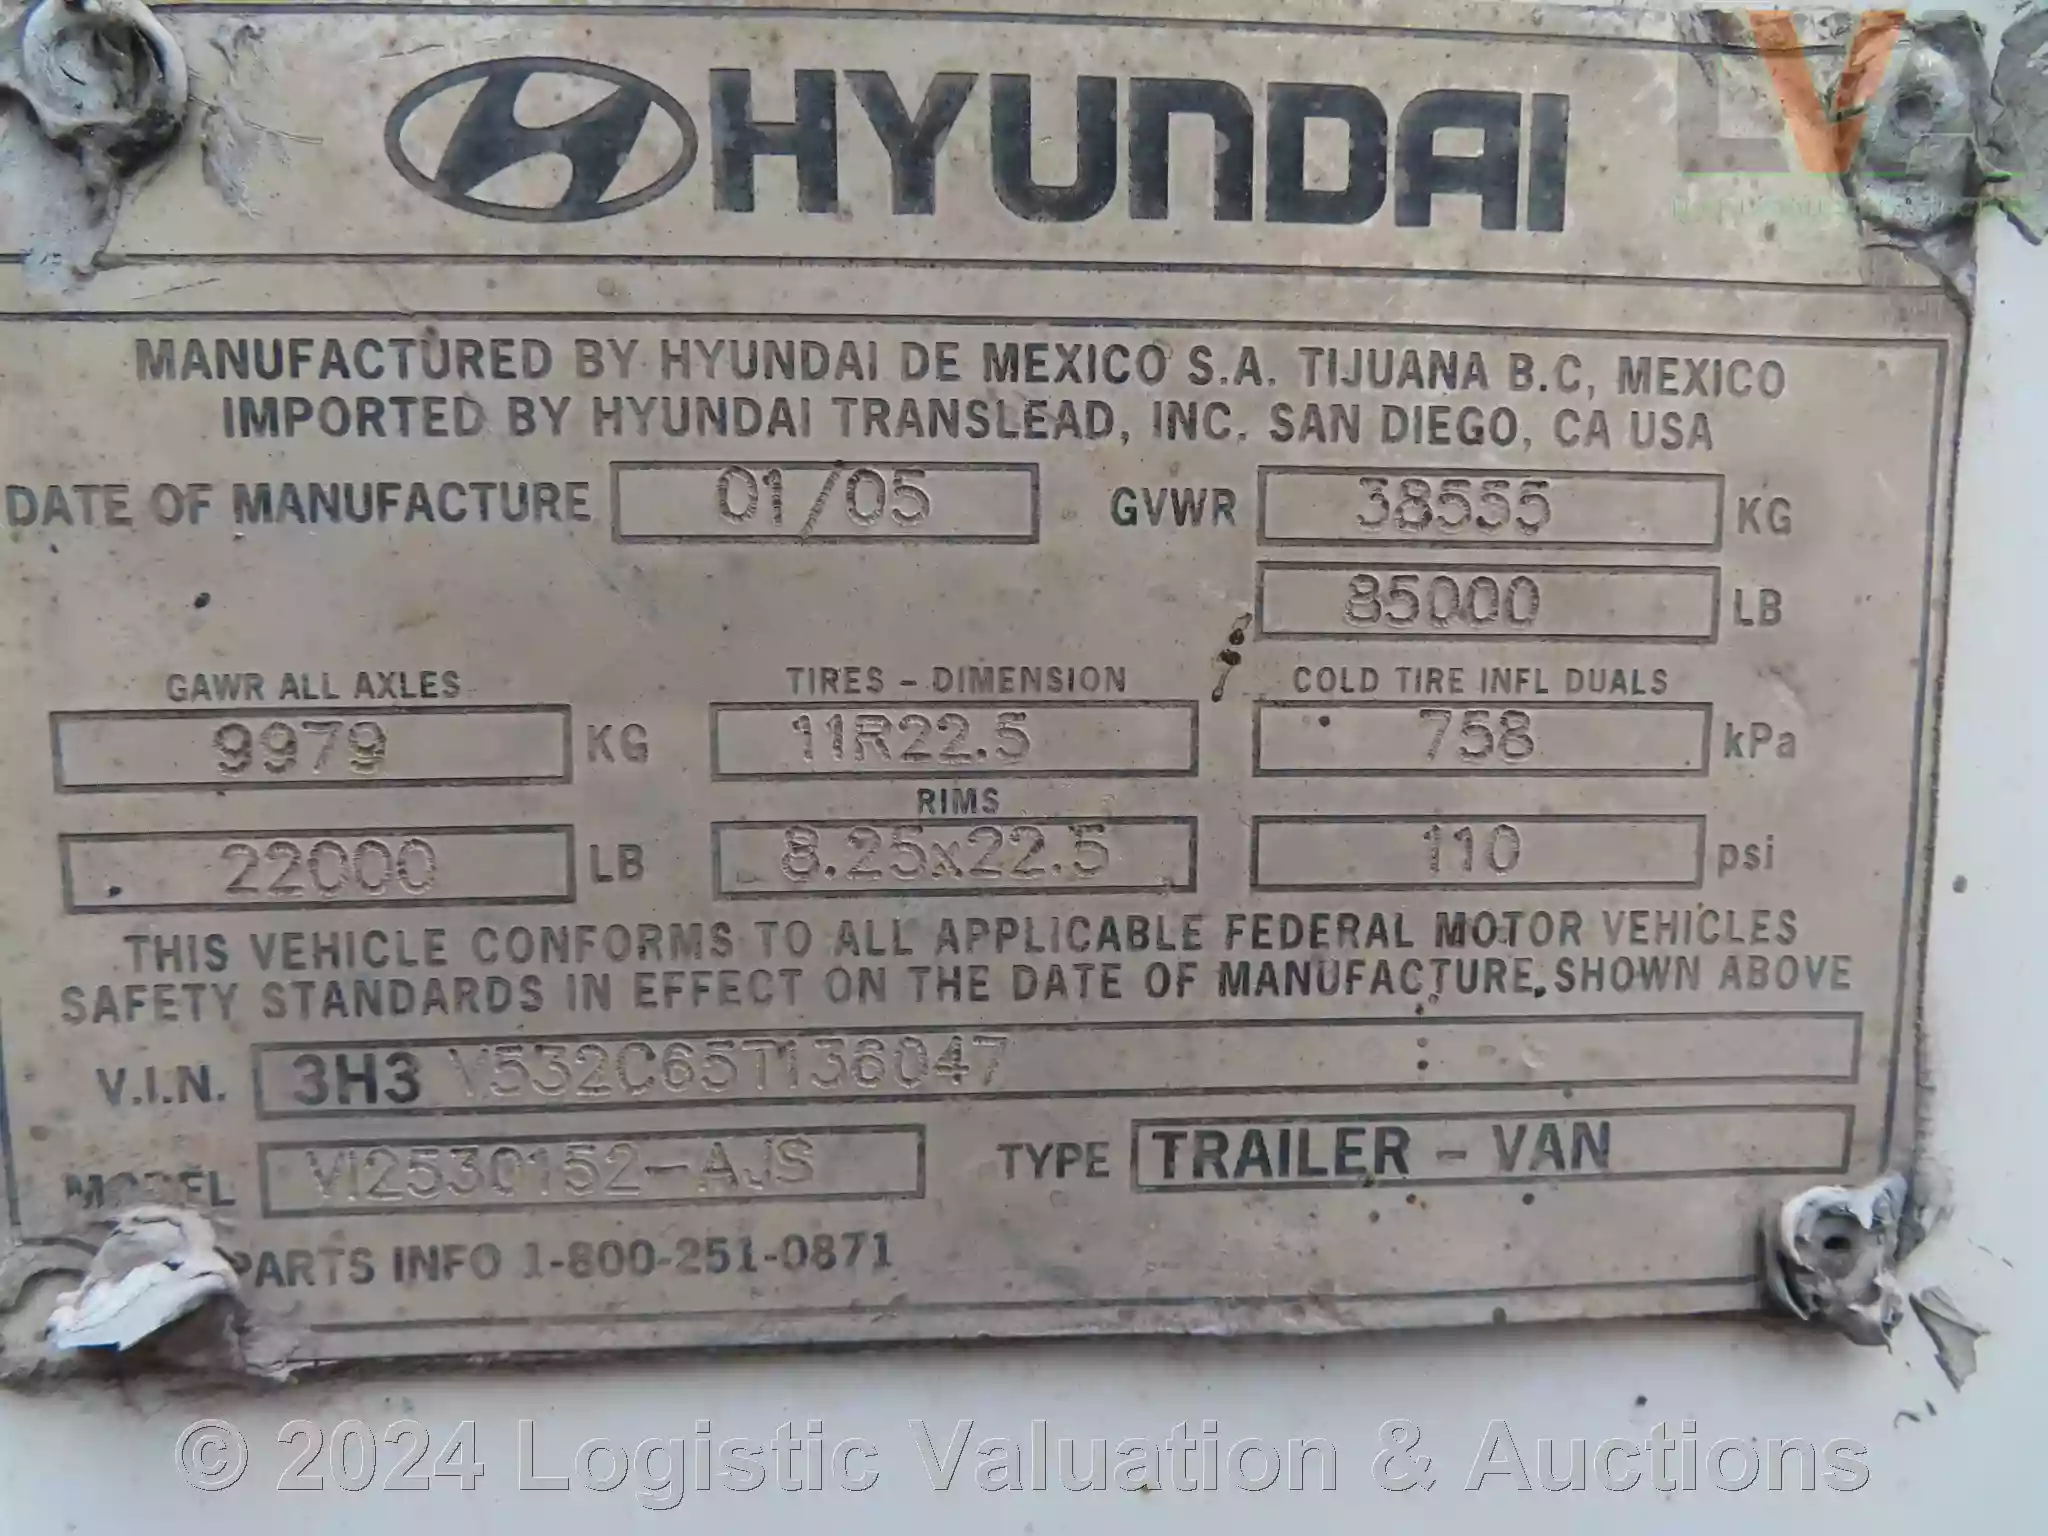 HYUNDAI
MANUFACTURED BY HYUNDAI DE MEXICO S.A. TIJUANA B.C, MEXICO
IMPORTED BY HYUNDAI TRANSLEAD, INC. SAN DIEGO, CA USA
DATE OF MANUFACTURE 01/05 GVWR 38555 KG
85000 LB
GAWR ALL AXLES TIRES - DIMENSION COLD TIRE INFL DUALS
9979 KG 11R22.5 758 kPa
RIMS
22000 LB 8.25x22.5 110 psi
THIS VEHICLE CONFORMS TO ALL APPLICABLE FEDERAL MOTOR VEHICLES
SAFETY STANDARDS IN EFFECT ON THE DATE OF MANUFACTURE, SHOWN ABOVE
V.I.N. 3H3 V532C65T136047
MODEL VI2530152-AJS TYPE TRAILER - VAN
PARTS INFO 1-800-251-0871
© 2024 Logistic Valuation & Auctions